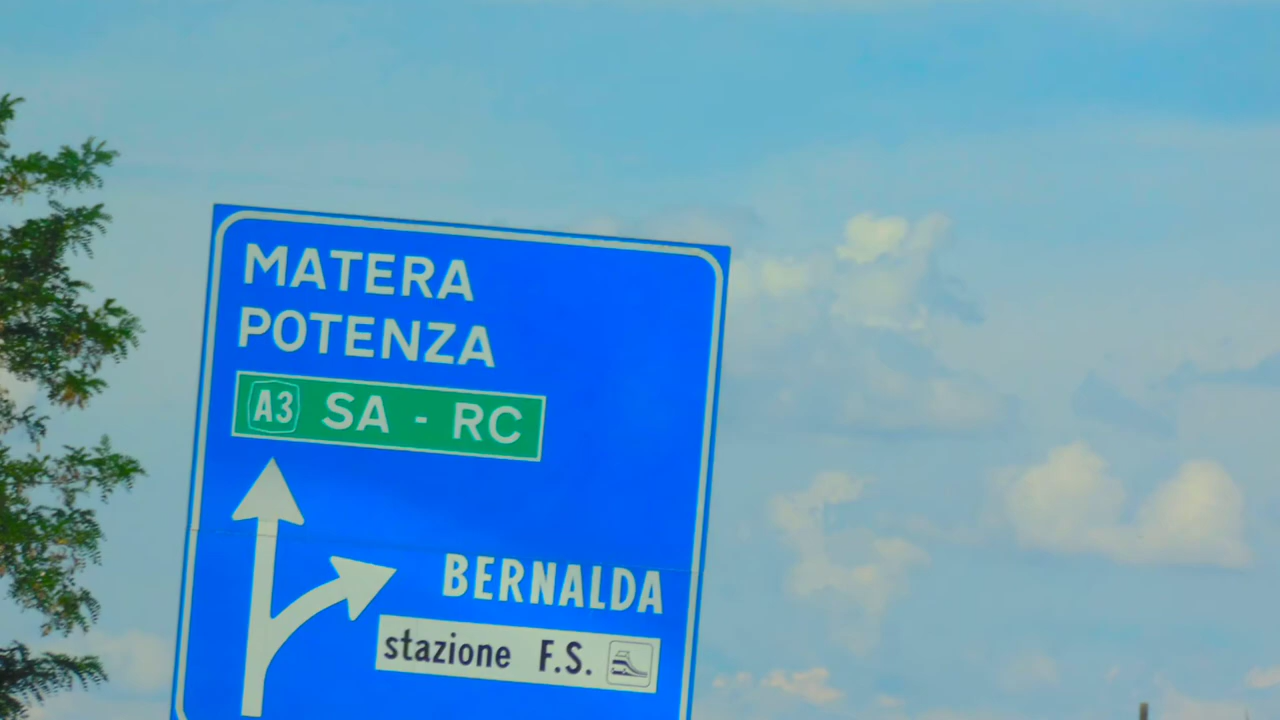 MATERA
POTENZA
A3 SA - RC
BERNALDA
stazione F.S.